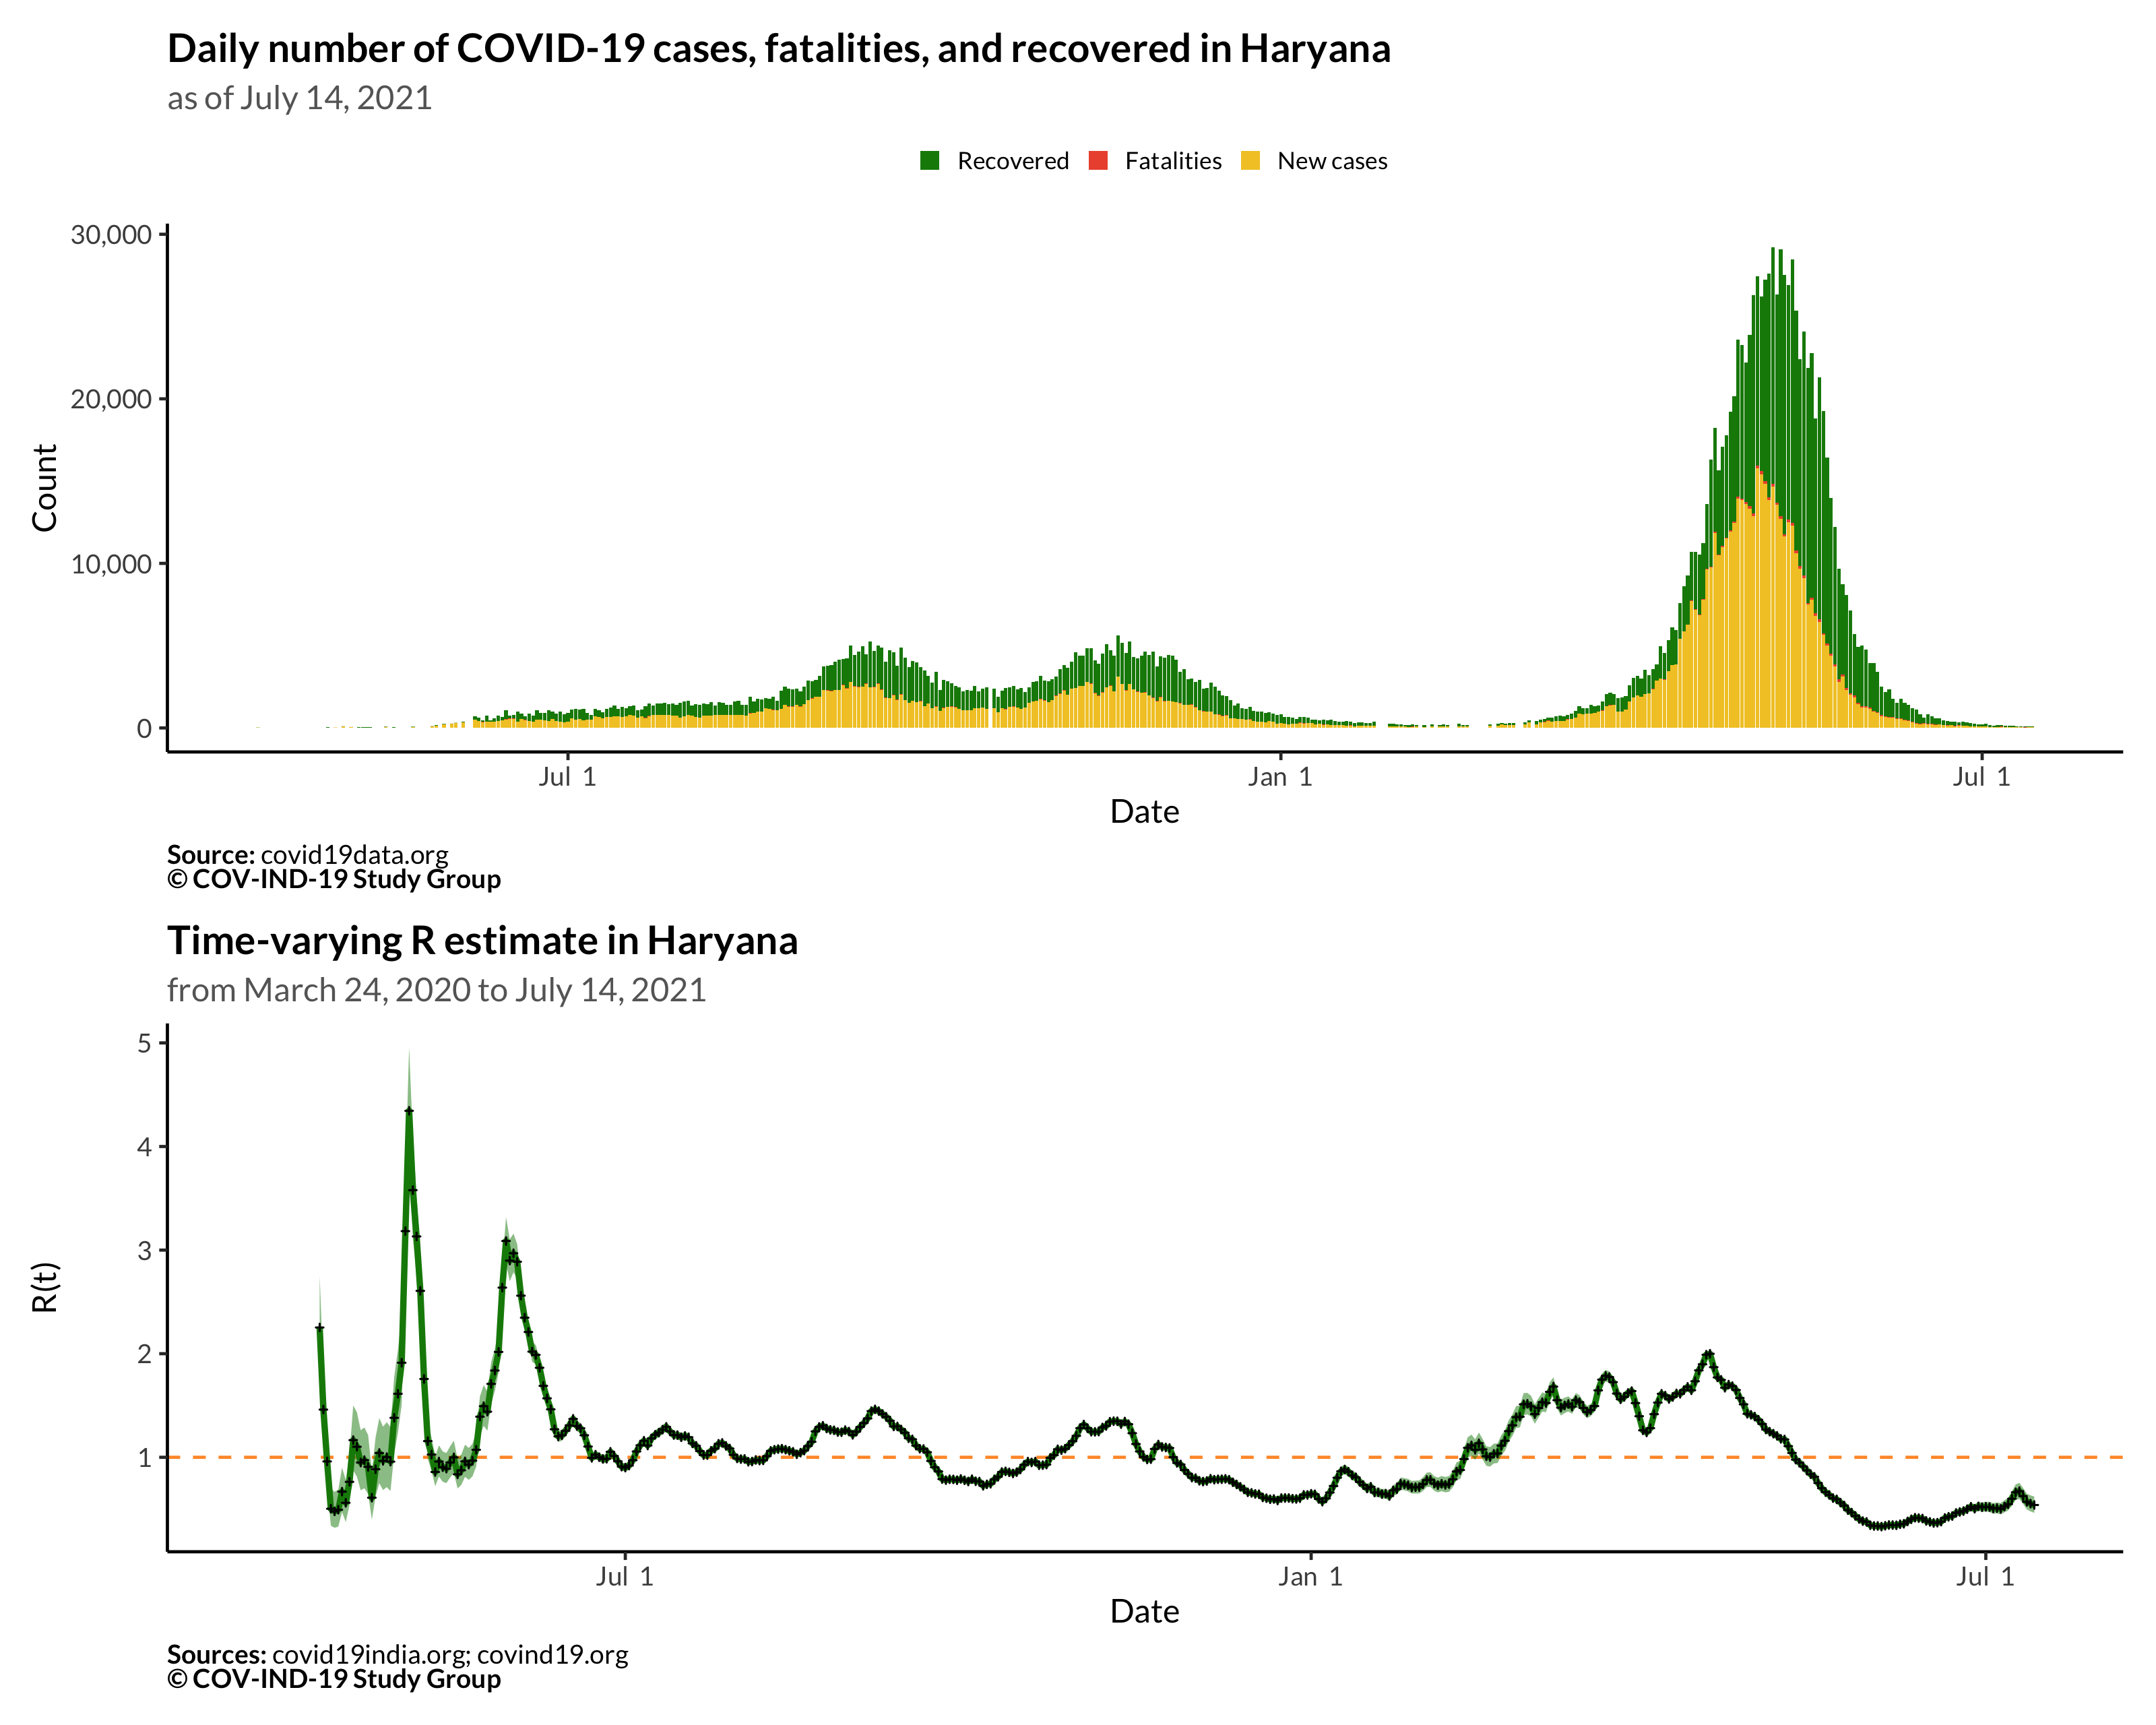 Daily number of COVID-19 cases, fatalities, and recovered in Haryana
as of July 14, 2021
Recovered Fatalities New cases
30,000
20,000
10,000
0
Count
Jul 1 Jan 1 Jul 1
Date
Source: covid19data.org
© COV-IND-19 Study Group
Time-varying R estimate in Haryana
from March 24, 2020 to July 14, 2021
5
4
3
2
1
R(t)
Jul 1 Jan 1 Jul 1
Date
Sources: covid19india.org; covind19.org
© COV-IND-19 Study Group